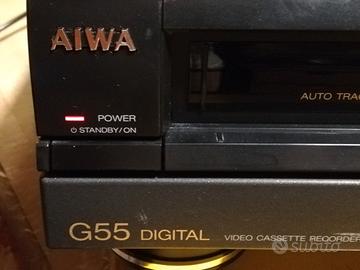 AIWA
AUTO TRAC
POWER
⏻ STANDBY/ON
G55 DIGITAL
VIDEO CASSETTE RECORDER
subito